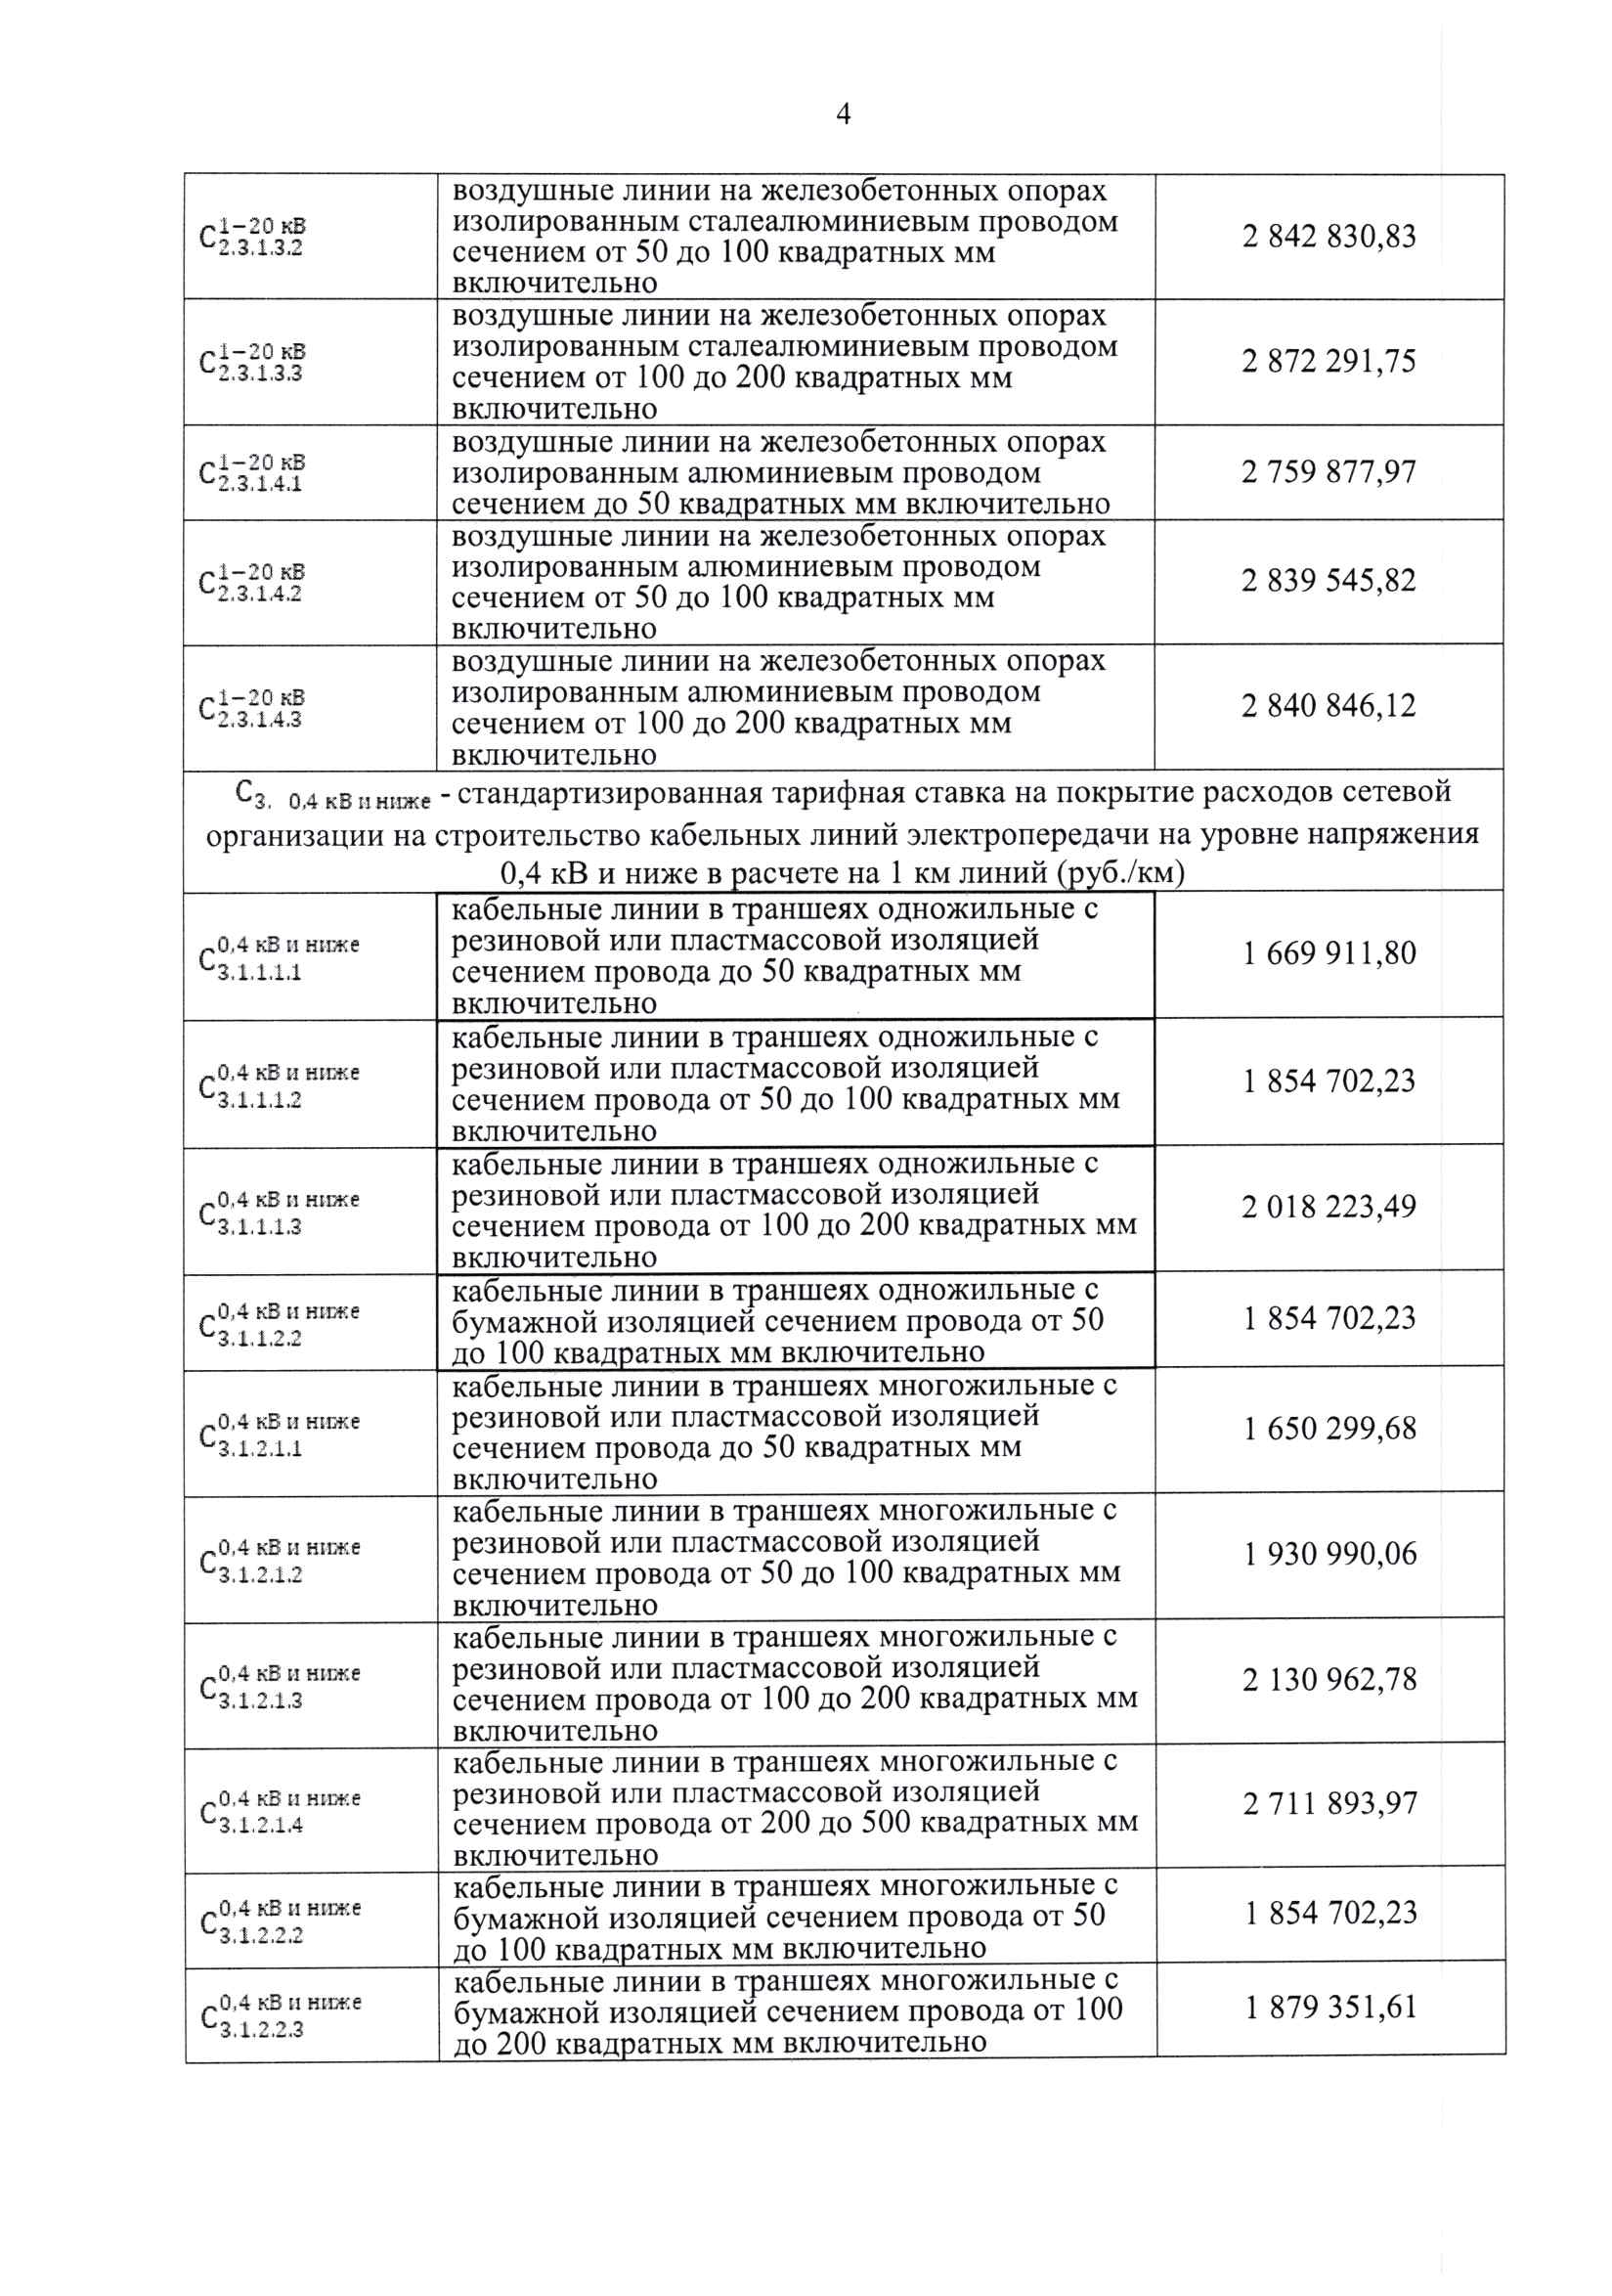 4
C 1–20 кВ 2.3.1.3.2
воздушные линии на железобетонных опорах
изолированным сталеалюминиевым проводом
сечением от 50 до 100 квадратных мм
включительно
2 842 830,83
C 1–20 кВ 2.3.1.3.3
воздушные линии на железобетонных опорах
изолированным сталеалюминиевым проводом
сечением от 100 до 200 квадратных мм
включительно
2 872 291,75
C 1–20 кВ 2.3.1.4.1
воздушные линии на железобетонных опорах
изолированным алюминиевым проводом
сечением до 50 квадратных мм включительно
2 759 877,97
C 1–20 кВ 2.3.1.4.2
воздушные линии на железобетонных опорах
изолированным алюминиевым проводом
сечением от 50 до 100 квадратных мм
включительно
2 839 545,82
C 1–20 кВ 2.3.1.4.3
воздушные линии на железобетонных опорах
изолированным алюминиевым проводом
сечением от 100 до 200 квадратных мм
включительно
2 840 846,12
C3. 0,4 кВ и ниже - стандартизированная тарифная ставка на покрытие расходов сетевой
организации на строительство кабельных линий электропередачи на уровне напряжения
0,4 кВ и ниже в расчете на 1 км линий (руб./км)
C 0,4 кВ и ниже 3.1.1.1.1
кабельные линии в траншеях одножильные с
резиновой или пластмассовой изоляцией
сечением провода до 50 квадратных мм
включительно
1 669 911,80
C 0,4 кВ и ниже 3.1.1.1.2
кабельные линии в траншеях одножильные с
резиновой или пластмассовой изоляцией
сечением провода от 50 до 100 квадратных мм
включительно
1 854 702,23
C 0,4 кВ и ниже 3.1.1.1.3
кабельные линии в траншеях одножильные с
резиновой или пластмассовой изоляцией
сечением провода от 100 до 200 квадратных мм
включительно
2 018 223,49
C 0,4 кВ и ниже 3.1.1.2.2
кабельные линии в траншеях одножильные с
бумажной изоляцией сечением провода от 50
до 100 квадратных мм включительно
1 854 702,23
C 0,4 кВ и ниже 3.1.2.1.1
кабельные линии в траншеях многожильные с
резиновой или пластмассовой изоляцией
сечением провода до 50 квадратных мм
включительно
1 650 299,68
C 0,4 кВ и ниже 3.1.2.1.2
кабельные линии в траншеях многожильные с
резиновой или пластмассовой изоляцией
сечением провода от 50 до 100 квадратных мм
включительно
1 930 990,06
C 0,4 кВ и ниже 3.1.2.1.3
кабельные линии в траншеях многожильные с
резиновой или пластмассовой изоляцией
сечением провода от 100 до 200 квадратных мм
включительно
2 130 962,78
C 0,4 кВ и ниже 3.1.2.1.4
кабельные линии в траншеях многожильные с
резиновой или пластмассовой изоляцией
сечением провода от 200 до 500 квадратных мм
включительно
2 711 893,97
C 0,4 кВ и ниже 3.1.2.2.2
кабельные линии в траншеях многожильные с
бумажной изоляцией сечением провода от 50
до 100 квадратных мм включительно
1 854 702,23
C 0,4 кВ и ниже 3.1.2.2.3
кабельные линии в траншеях многожильные с
бумажной изоляцией сечением провода от 100
до 200 квадратных мм включительно
1 879 351,61